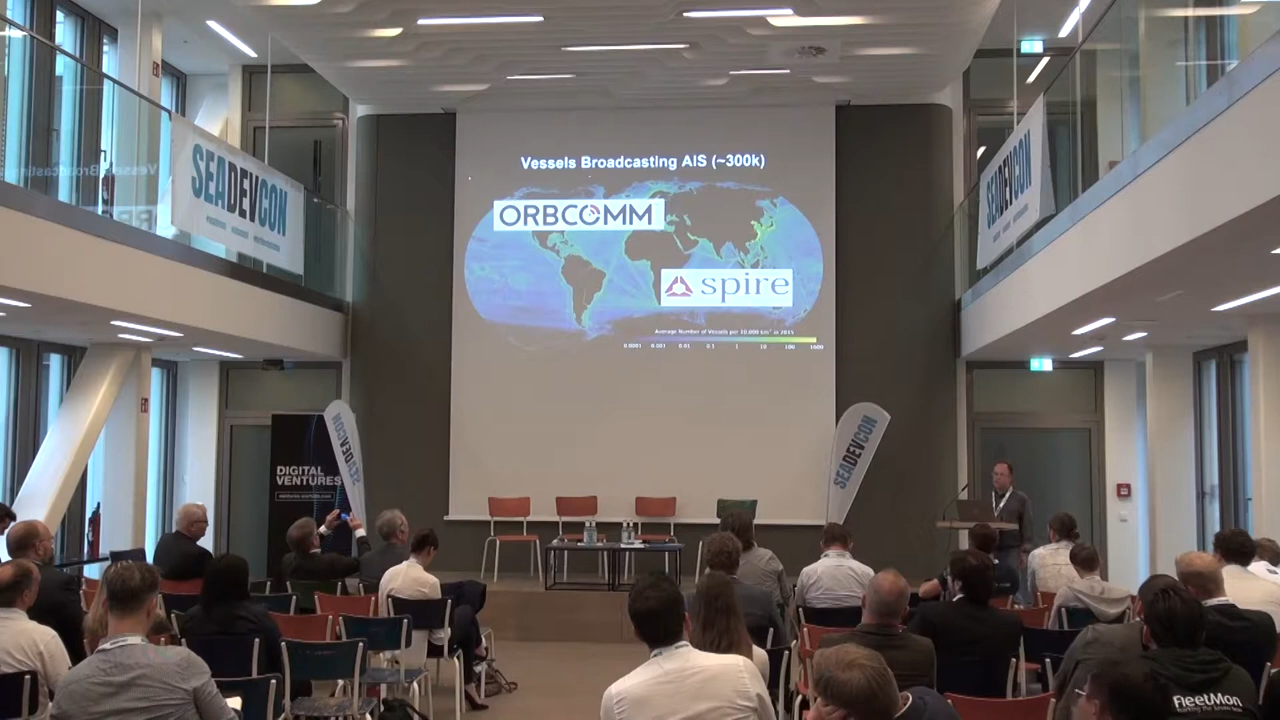 SEADEVCON
SEADEVCON
Vessels Broadcasting AIS (~300k)
ORBCOMM
spire
Average Number of Vessels per 10,000 km² in 2015
0.0001 0.001 0.01 0.1 1 10 100 1000
DIGITAL
VENTURES
SEADEVCON
SEADEVCON
FleetMon